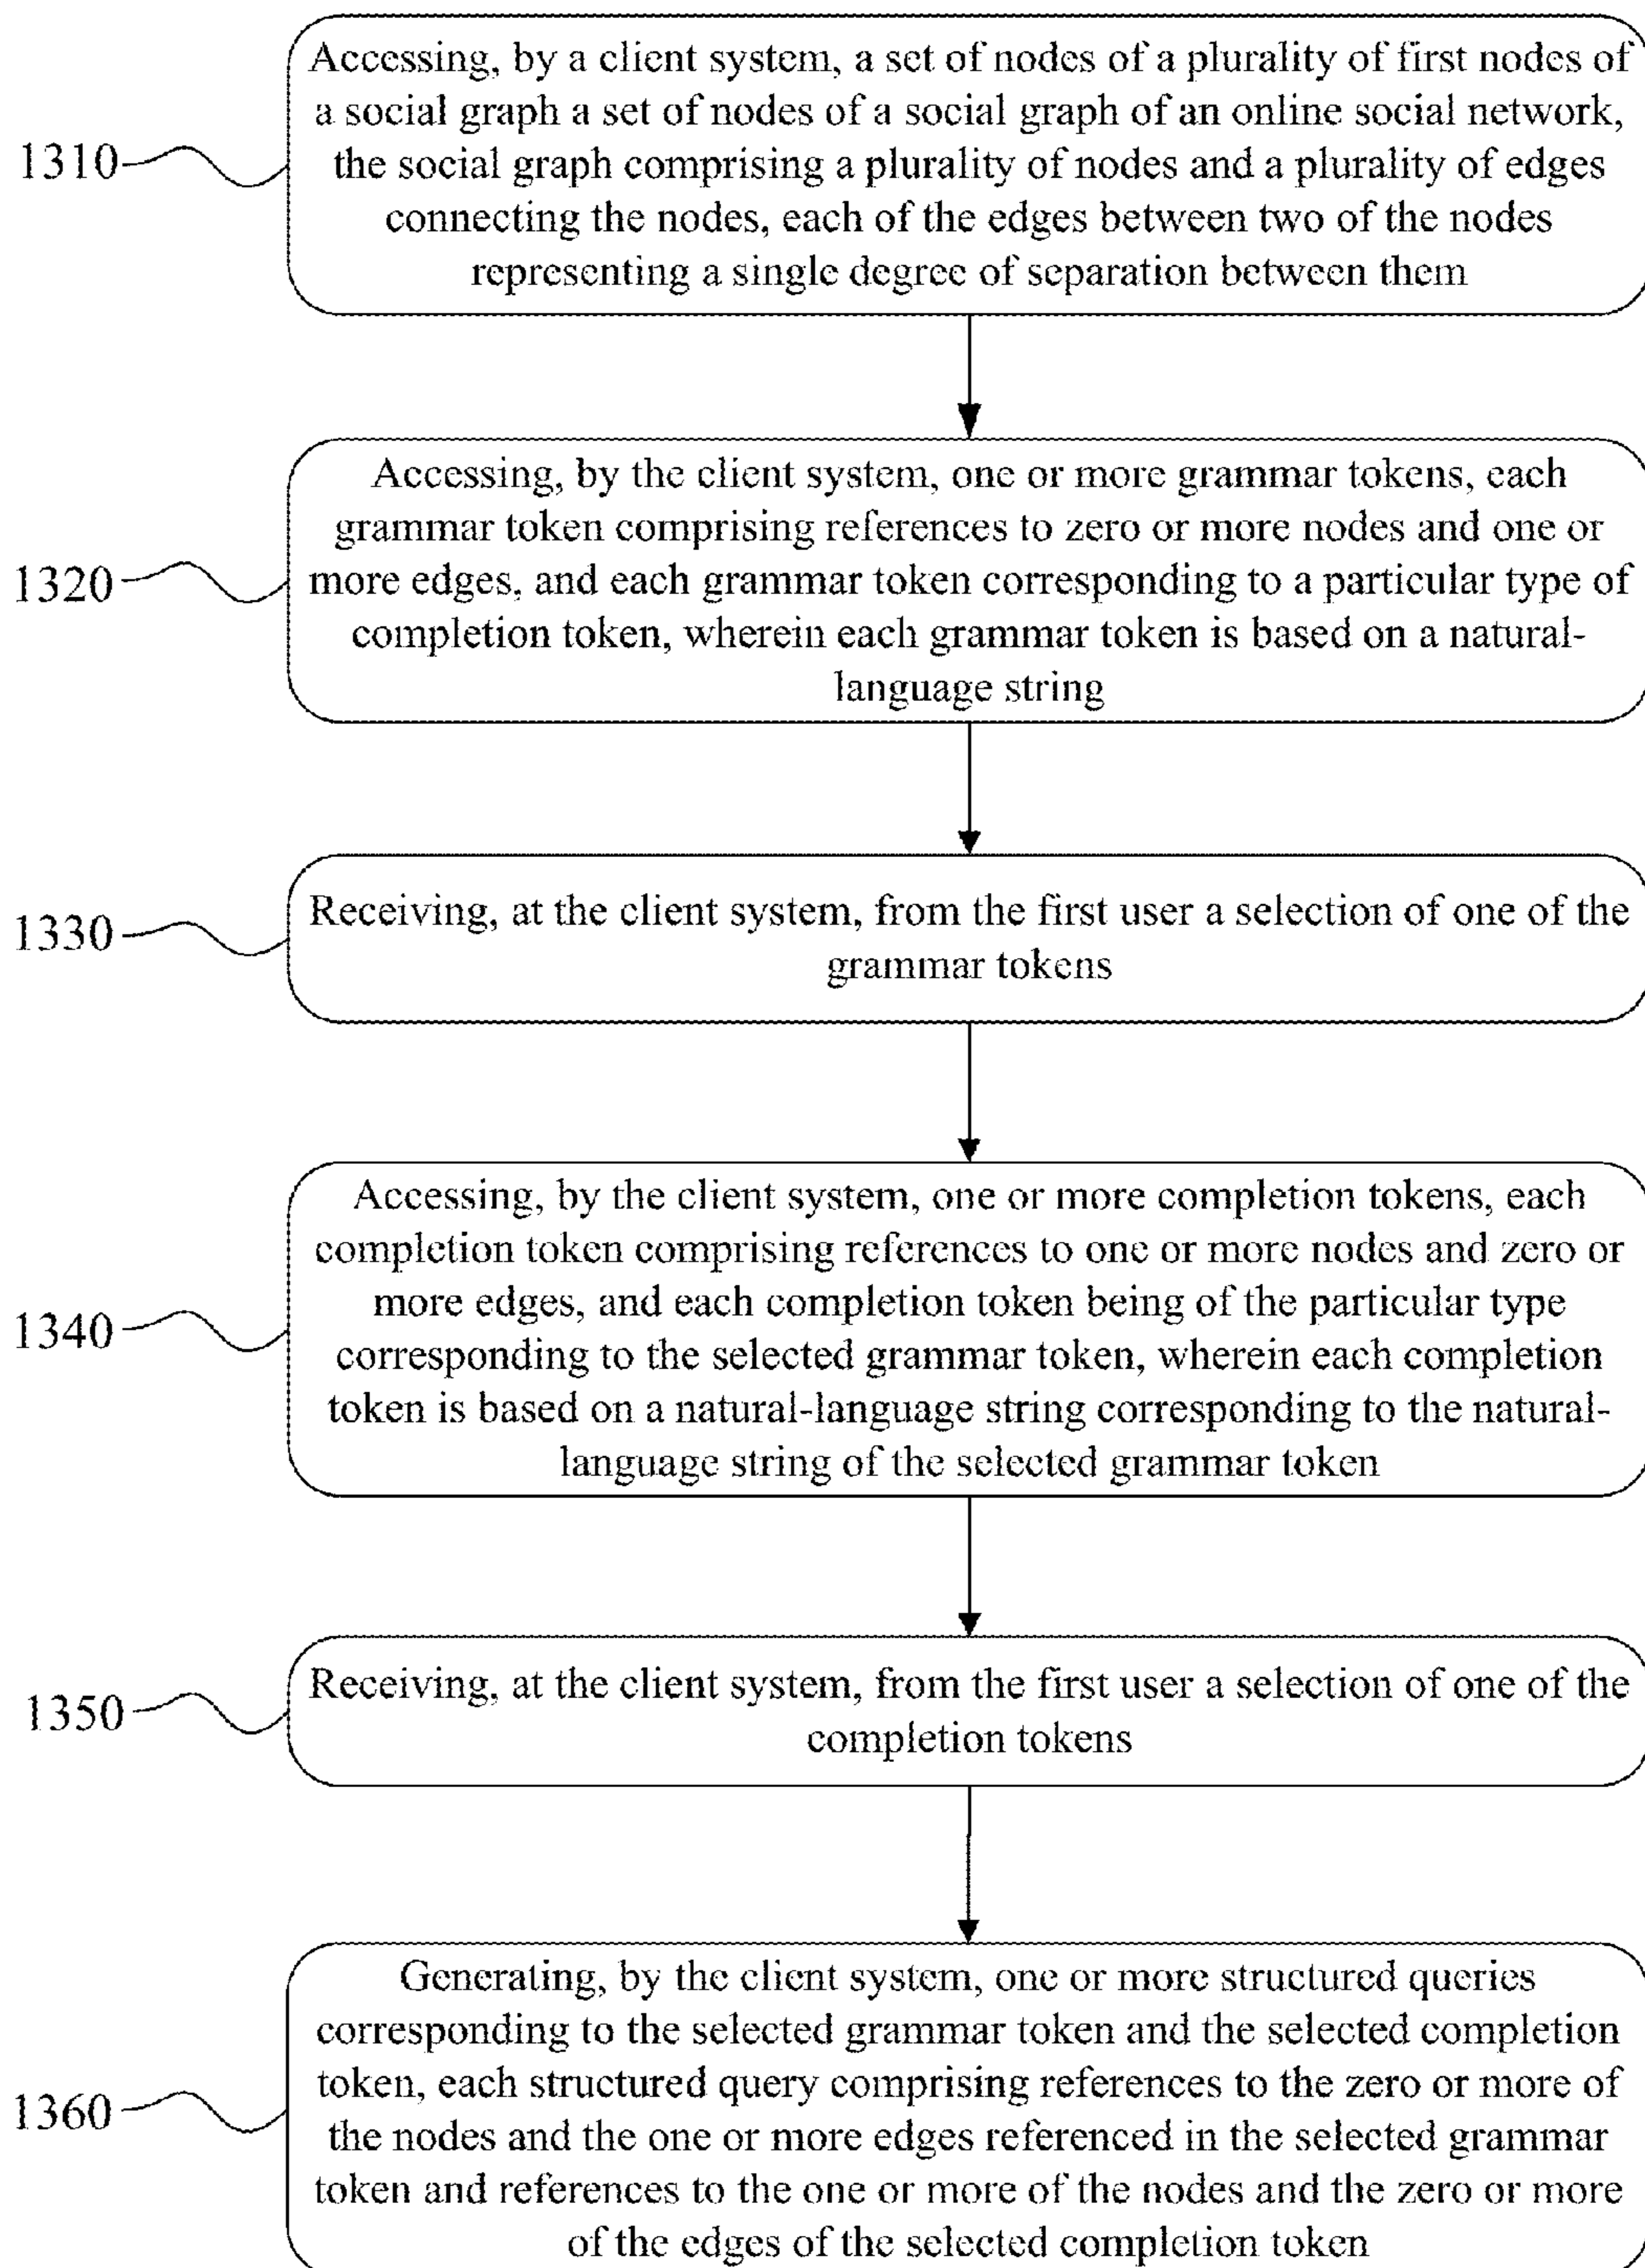 Accessing, by a client system, a set of nodes of a plurality of first nodes of
a social graph a set of nodes of a social graph of an online social network,
1310
the social graph comprising a plurality of nodes and a plurality of edges
connecting the nodes, each of the edges between two of the nodes
representing a single degree of separation between them
Accessing, by the client system, one or more grammar tokens, each
grammar token comprising references to zero or more nodes and one or
1320
more edges, and each grammar token corresponding to a particular type of
completion token, wherein each grammar token is based on a natural-
language string
1330
Receiving, at the client system, from the first user a selection of one of the
grammar tokens
Accessing, by the client system, one or more completion tokens, each
completion token comprising references to one or more nodes and zero or
more edges, and each completion token being of the particular type
1340
corresponding to the selected grammar token, wherein each completion
token is based on a natural-language string corresponding to the natural-
language string of the selected grammar token
1350
Receiving, at the client system, from the first user a selection of one of the
completion tokens
Generating, by the client system, one or more structured queries
corresponding to the selected grammar token and the selected completion
token, each structured query comprising references to the zero or more of
1360
the nodes and the one or more edges referenced in the selected grammar
token and references to the one or more of the nodes and the zero or more
of the edges of the selected completion token